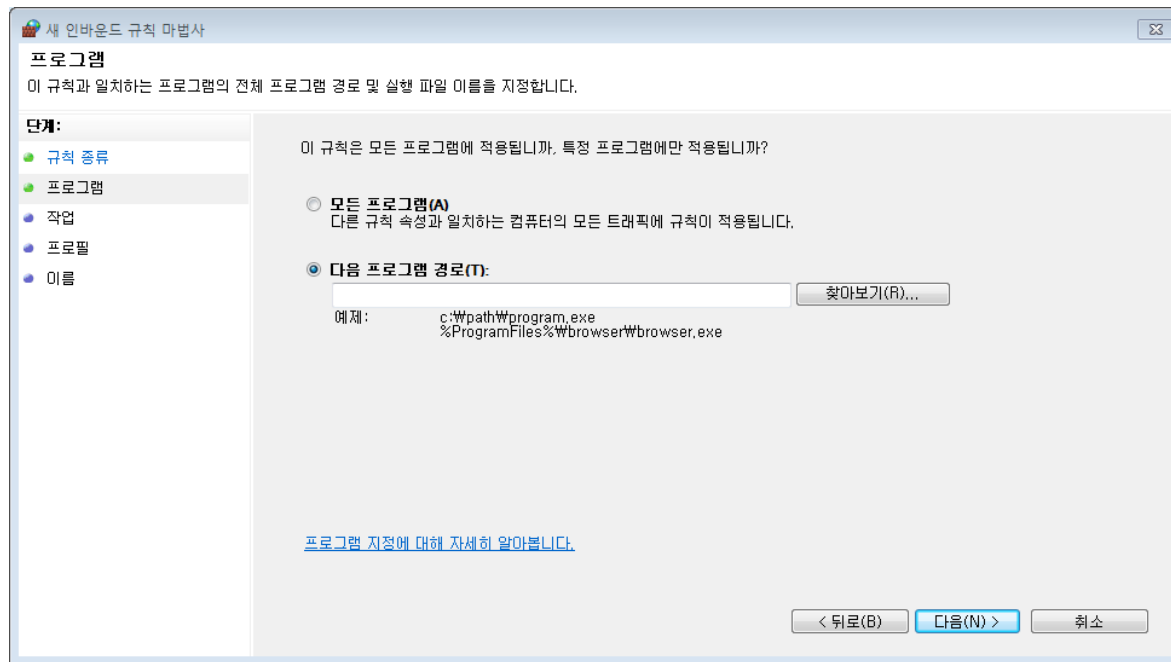 새 인바운드 규칙 마법사
프로그램
이 규칙과 일치하는 프로그램의 전체 프로그램 경로 및 실행 파일 이름을 지정합니다.
단계:
규칙 종류
프로그램
작업
프로필
이름
이 규칙은 모든 프로그램에 적용됩니까, 특정 프로그램에만 적용됩니까?
모든 프로그램(A)
다른 규칙 속성과 일치하는 컴퓨터의 모든 트래픽에 규칙이 적용됩니다.
다음 프로그램 경로(T):
찾아보기(R)...
예제: c:₩path₩program.exe
%ProgramFiles%₩browser₩browser.exe
프로그램 지정에 대해 자세히 알아봅니다.
< 뒤로(B) 다음(N) > 취소